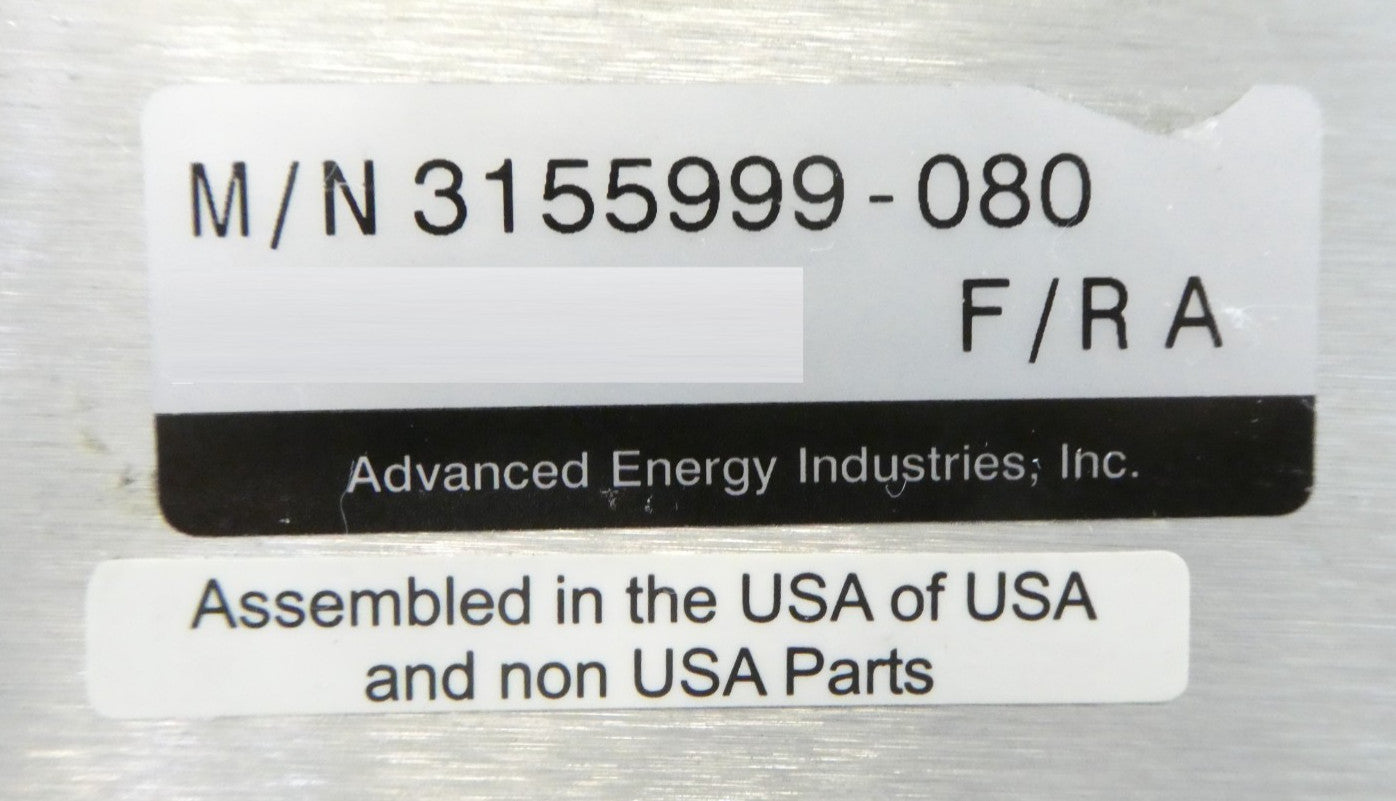 M/N 3155999-080
F/R A
Advanced Energy Industries, Inc.
Assembled in the USA of USA
and non USA Parts